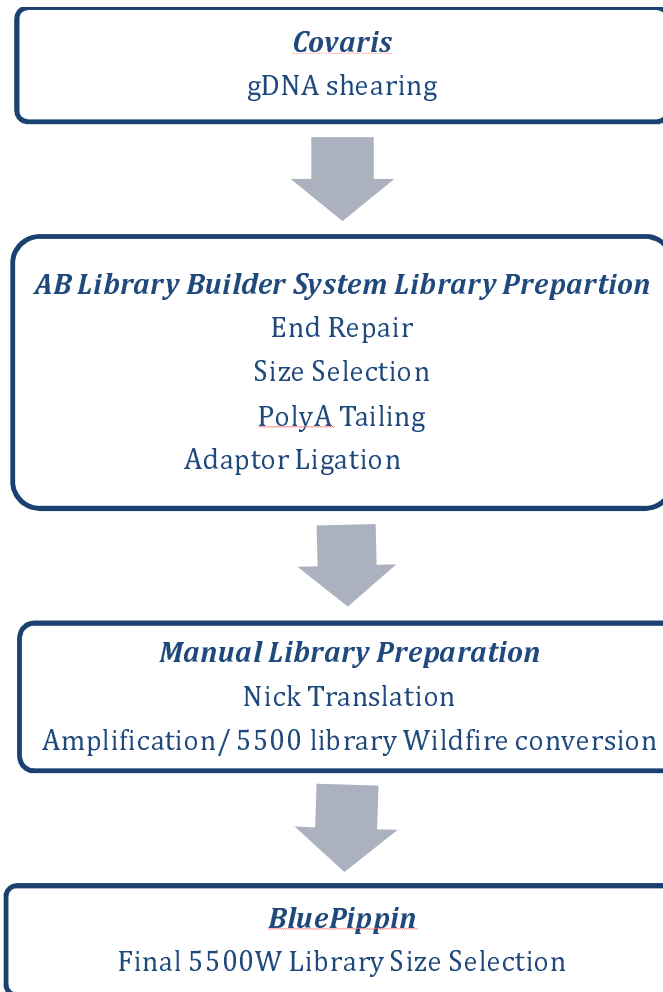 Covaris
gDNA shearing
AB Library Builder System Library Prepartion
End Repair
Size Selection
PolyA Tailing
Adaptor Ligation
Manual Library Preparation
Nick Translation
Amplification/ 5500 library Wildfire conversion
BluePippin
Final 5500W Library Size Selection